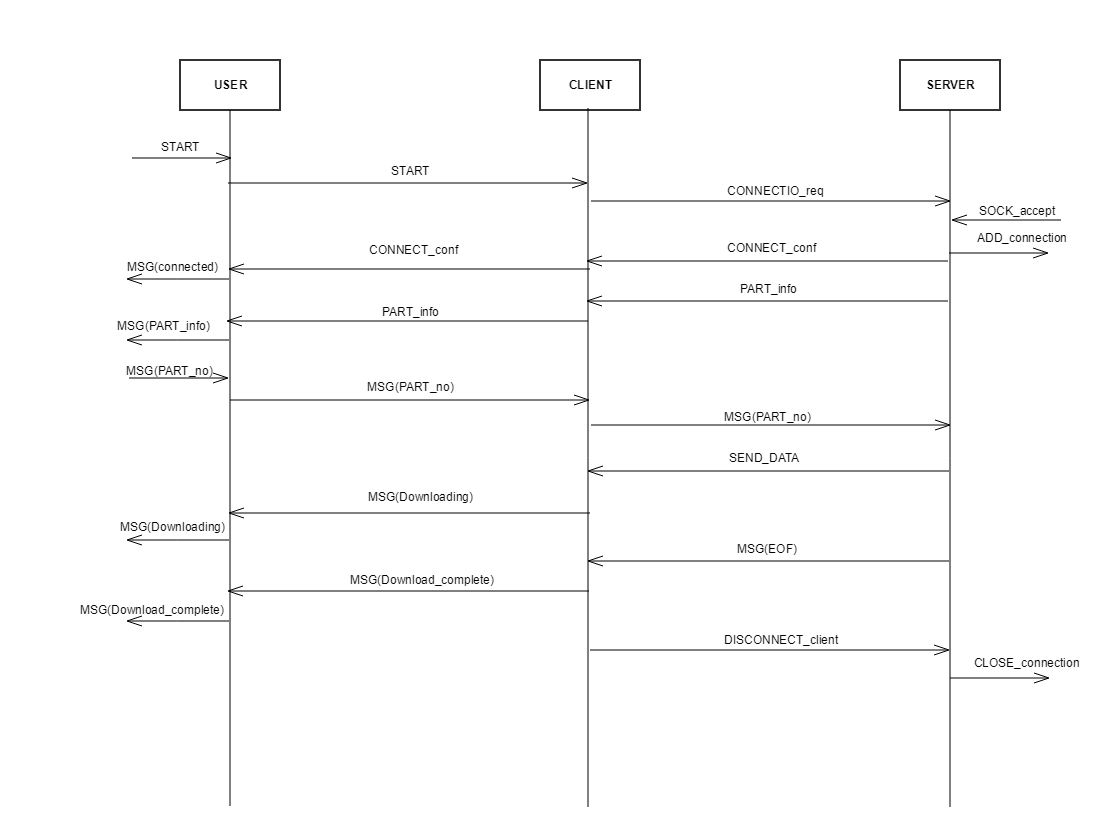 USER
CLIENT
SERVER
START
START
CONNECTIO_req
SOCK_accept
ADD_connection
CONNECT_conf
CONNECT_conf
MSG(connected)
PART_info
PART_info
MSG(PART_info)
MSG(PART_no)
MSG(PART_no)
MSG(PART_no)
SEND_DATA
MSG(Downloading)
MSG(Downloading)
MSG(EOF)
MSG(Download_complete)
MSG(Download_complete)
DISCONNECT_client
CLOSE_connection